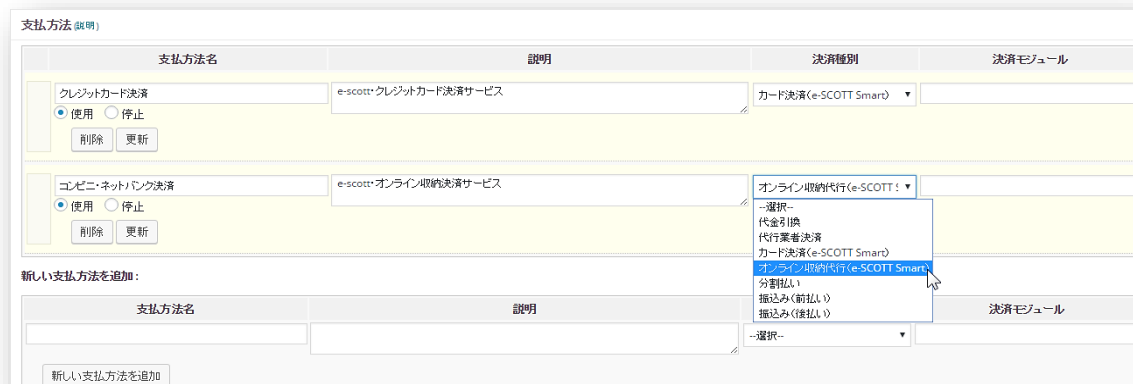 支払方法(説明)
支払方法名 説明 決済種別 決済モジュール
クレジットカード決済 e-scott・クレジットカード決済サービス カード決済(e-SCOTT Smart)
使用 停止
削除 更新
コンビニ・ネットバンク決済 e-scott・オンライン収納決済サービス オンライン収納代行(e-SCOTT S
使用 停止
削除 更新
--選択--
代金引換
代行業者決済
カード決済(e-SCOTT Smart)
オンライン収納代行(e-SCOTT Smart)
分割払い
振込み(前払い)
振込み(後払い)
新しい支払方法を追加:
支払方法名 説明 決済モジュール
--選択--
新しい支払方法を追加